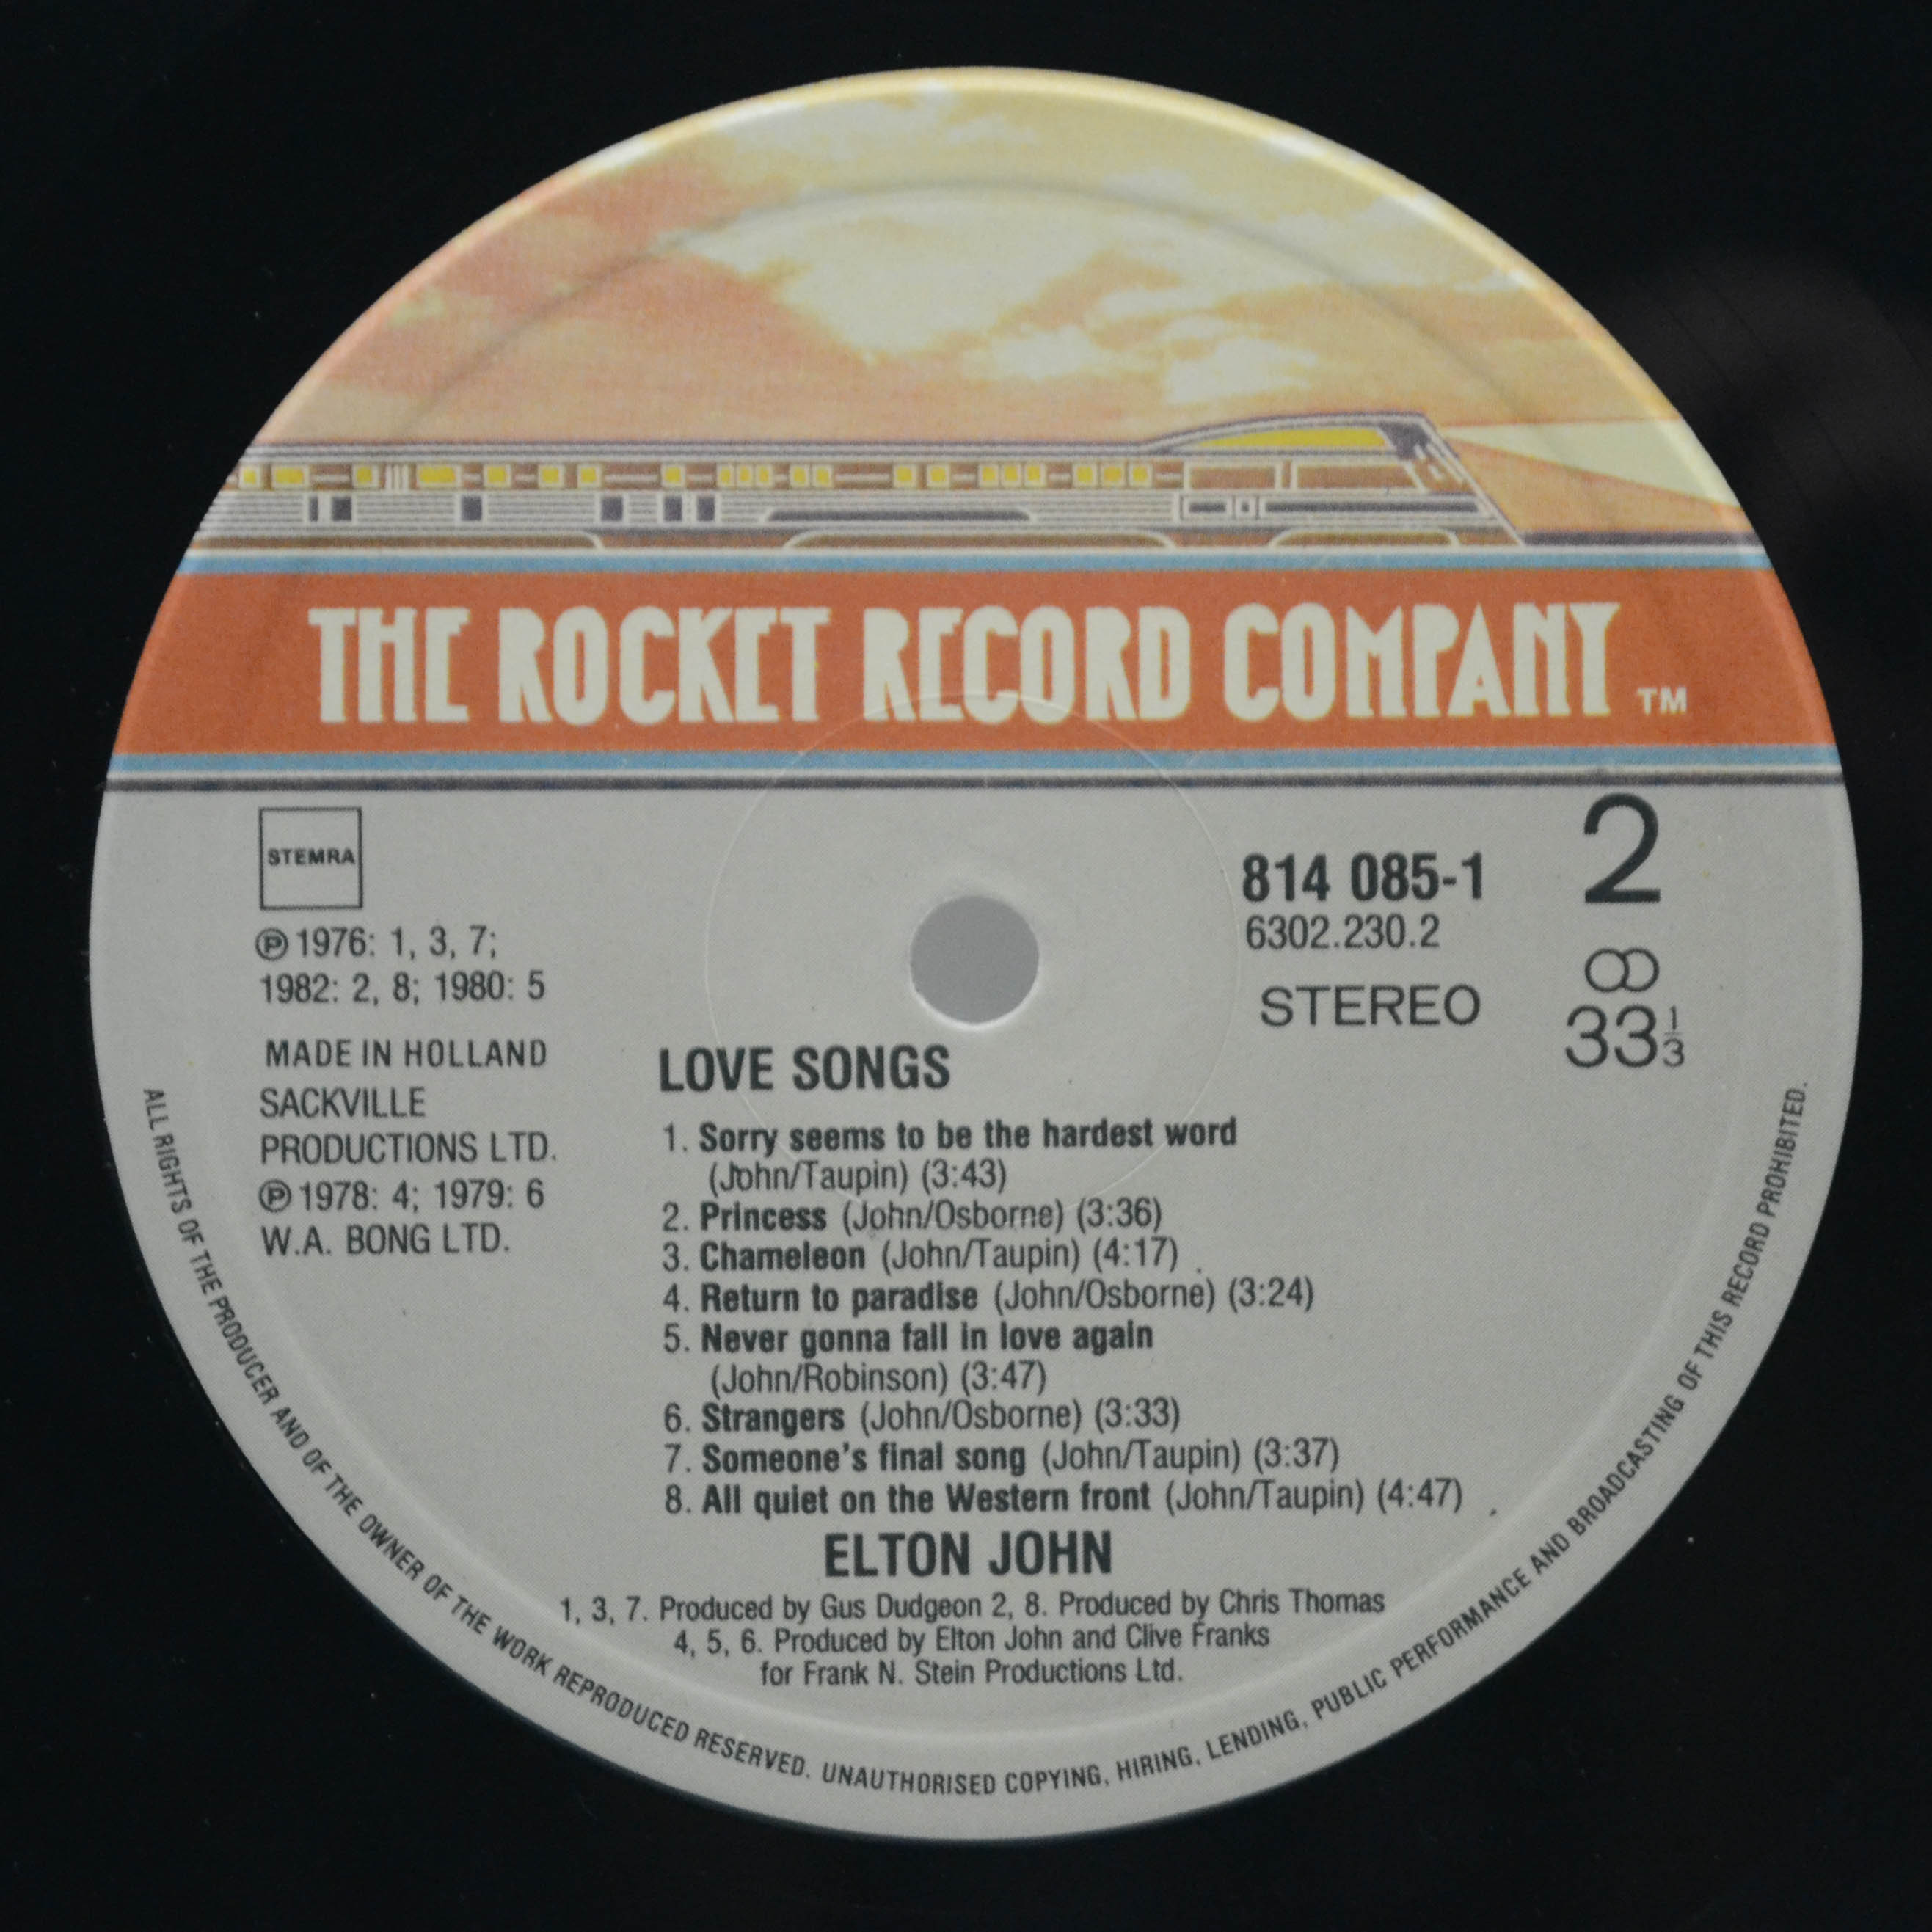 THE ROCKET RECORD COMPANY TM
STEMRA
℗ 1976: 1, 3, 7;
1982: 2, 8; 1980: 5
MADE IN HOLLAND
SACKVILLE
PRODUCTIONS LTD.
℗ 1978: 4; 1979: 6
W.A. BONG LTD.
814 085-1
6302.230.2
STEREO
2
33 1/3
LOVE SONGS
1. Sorry seems to be the hardest word
(John/Taupin) (3:43)
2. Princess (John/Osborne) (3:36)
3. Chameleon (John/Taupin) (4:17)
4. Return to paradise (John/Osborne) (3:24)
5. Never gonna fall in love again
(John/Robinson) (3:47)
6. Strangers (John/Osborne) (3:33)
7. Someone's final song (John/Taupin) (3:37)
8. All quiet on the Western front (John/Taupin) (4:47)
ELTON JOHN
1, 3, 7. Produced by Gus Dudgeon 2, 8. Produced by Chris Thomas
4, 5, 6. Produced by Elton John and Clive Franks
for Frank N. Stein Productions Ltd.
ALL RIGHTS OF THE PRODUCER AND OF THE OWNER OF THE WORK REPRODUCED RESERVED. UNAUTHORISED COPYING, HIRING, LENDING, PUBLIC PERFORMANCE AND BROADCASTING OF THIS RECORD PROHIBITED.